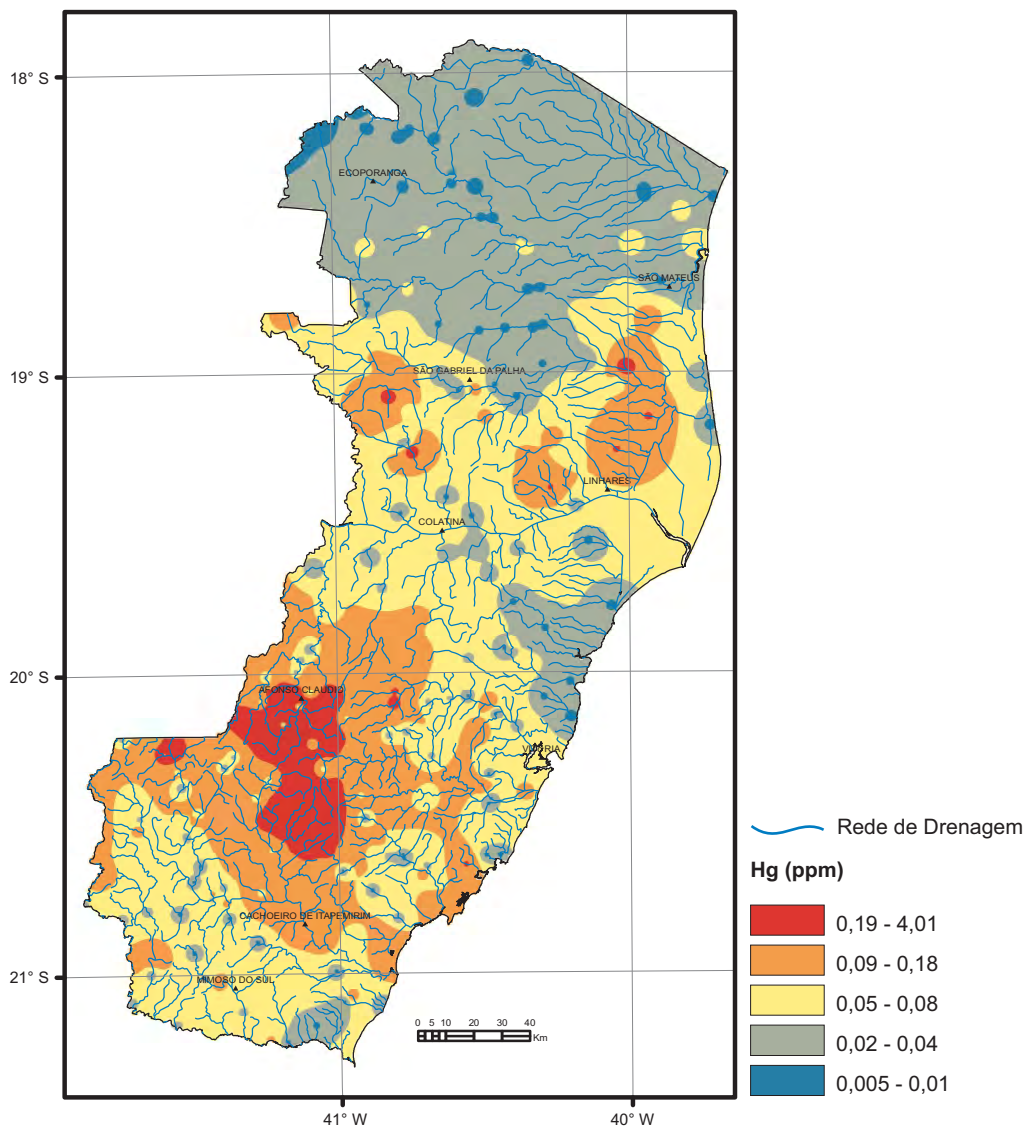 18° S
ECOPORANGA
SÃO MATEUS
19° S
SÃO GABRIEL DA PALHA
LINHARES
COLATINA
20° S
AFONSO CLAUDIO
VITÓRIA
CACHOEIRO DE ITAPEMIRIM
21° S
MIMOSO DO SUL
0 5 10 20 30 40
Km
41° W
40° W
Rede de Drenagem
Hg (ppm)
0,19 - 4,01
0,09 - 0,18
0,05 - 0,08
0,02 - 0,04
0,005 - 0,01